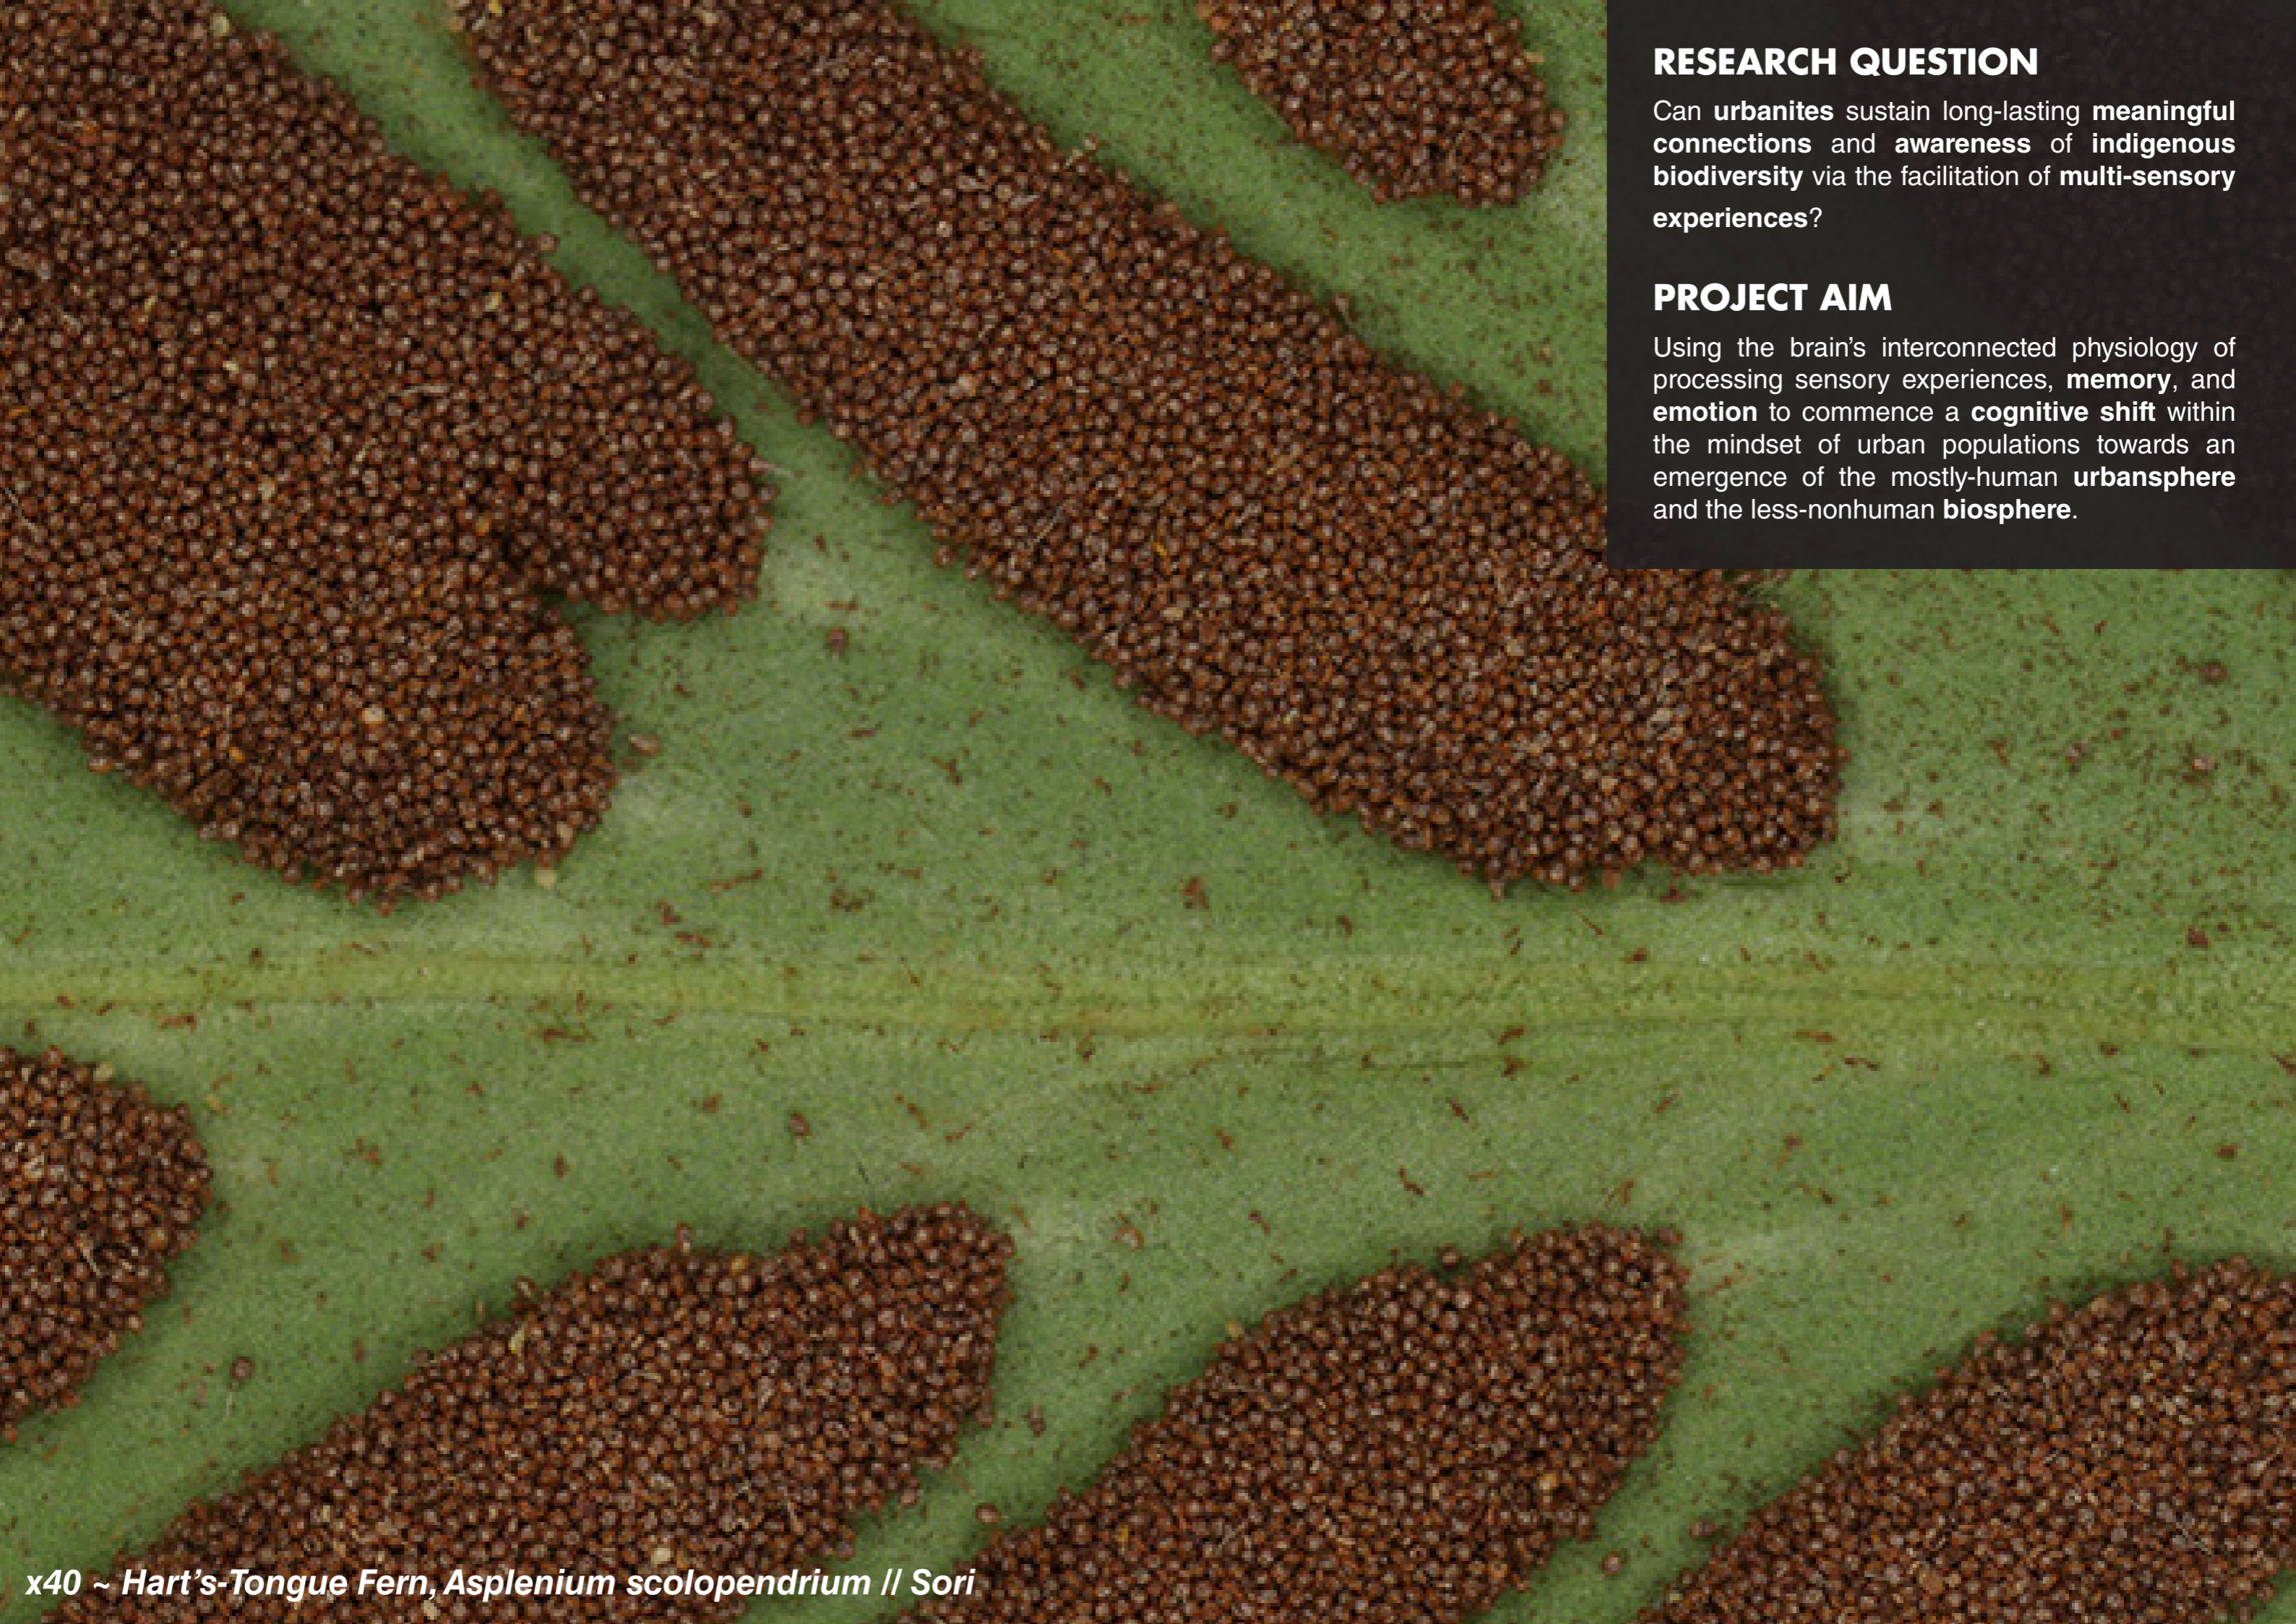 RESEARCH QUESTION
Can urbanites sustain long-lasting meaningful
connections and awareness of indigenous
biodiversity via the facilitation of multi-sensory
experiences?
PROJECT AIM
Using the brain’s interconnected physiology of
processing sensory experiences, memory, and
emotion to commence a cognitive shift within
the mindset of urban populations towards an
emergence of the mostly-human urbansphere
and the less-nonhuman biosphere.
x40 ~ Hart’s-Tongue Fern, Asplenium scolopendrium // Sori